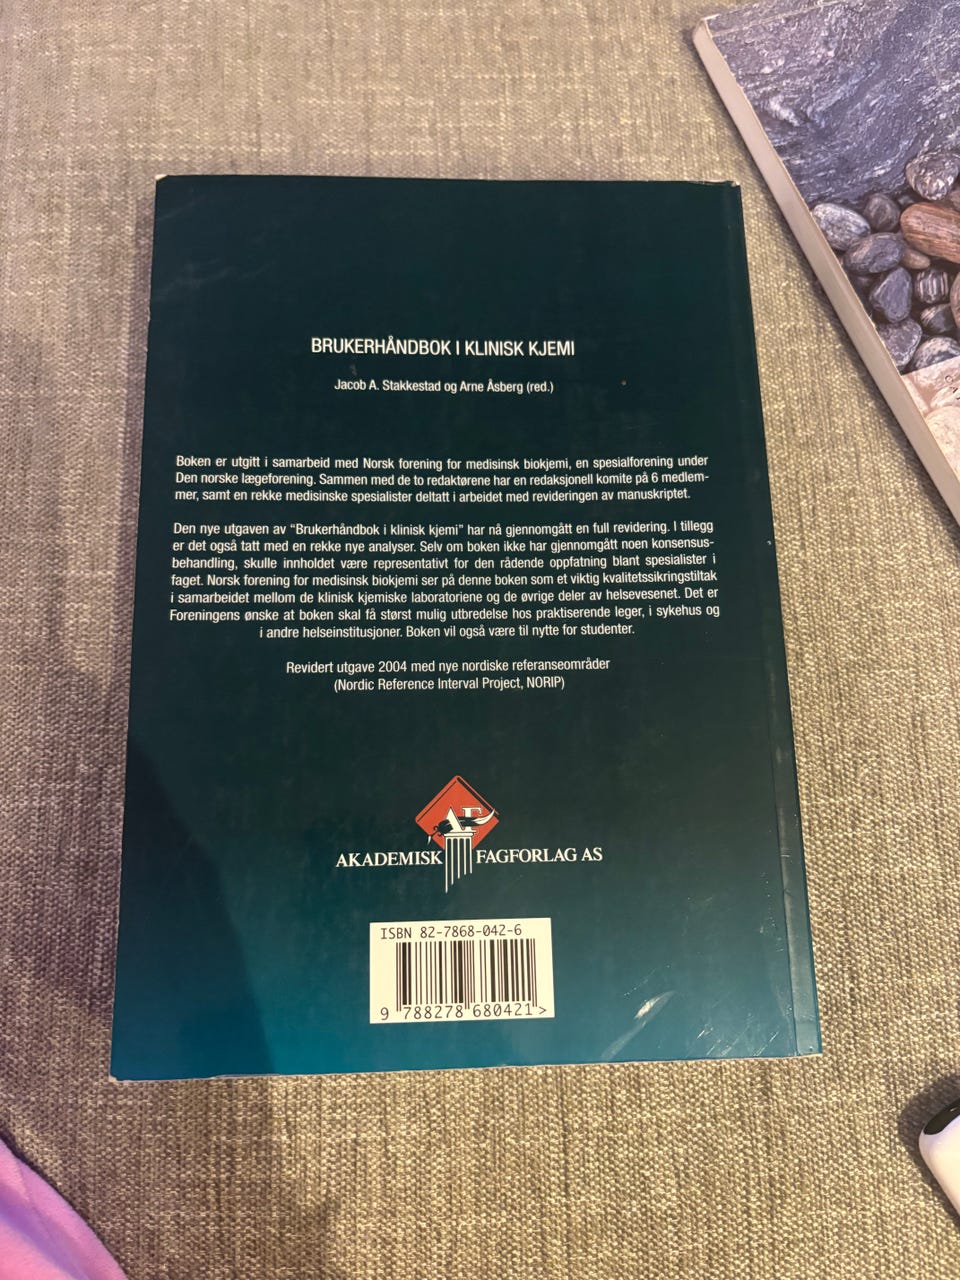 BRUKERHÅNDBOK I KLINISK KJEMI
Jacob A. Stakkestad og Arne Åsberg (red.)
Boken er utgitt i samarbeid med Norsk forening for medisinsk biokjemi, en spesialforening under
Den norske lægeforening. Sammen med de to redaktørene har en redaksjonell komite på 6 medlem-
mer, samt en rekke medisinske spesialister deltatt i arbeidet med revideringen av manuskriptet.
Den nye utgaven av "Brukerhåndbok i klinisk kjemi" har nå gjennomgått en full revidering. I tillegg
er det også tatt med en rekke nye analyser. Selv om boken ikke har gjennomgått noen konsensus-
behandling, skulle innholdet være representativt for den rådende oppfatning blant spesialister i
faget. Norsk forening for medisinsk biokjemi ser på denne boken som et viktig kvalitetssikringstiltak
i samarbeidet mellom de klinisk kjemiske laboratoriene og de øvrige deler av helsevesenet. Det er
Foreningens ønske at boken skal få størst mulig utbredelse hos praktiserende leger, i sykehus og
i andre helseinstitusjoner. Boken vil også være til nytte for studenter.
Revidert utgave 2004 med nye nordiske referanseområder
(Nordic Reference Interval Project, NORIP)
AF
AKADEMISK FAGFORLAG AS
ISBN 82-7868-042-6
9 788278 680421 >